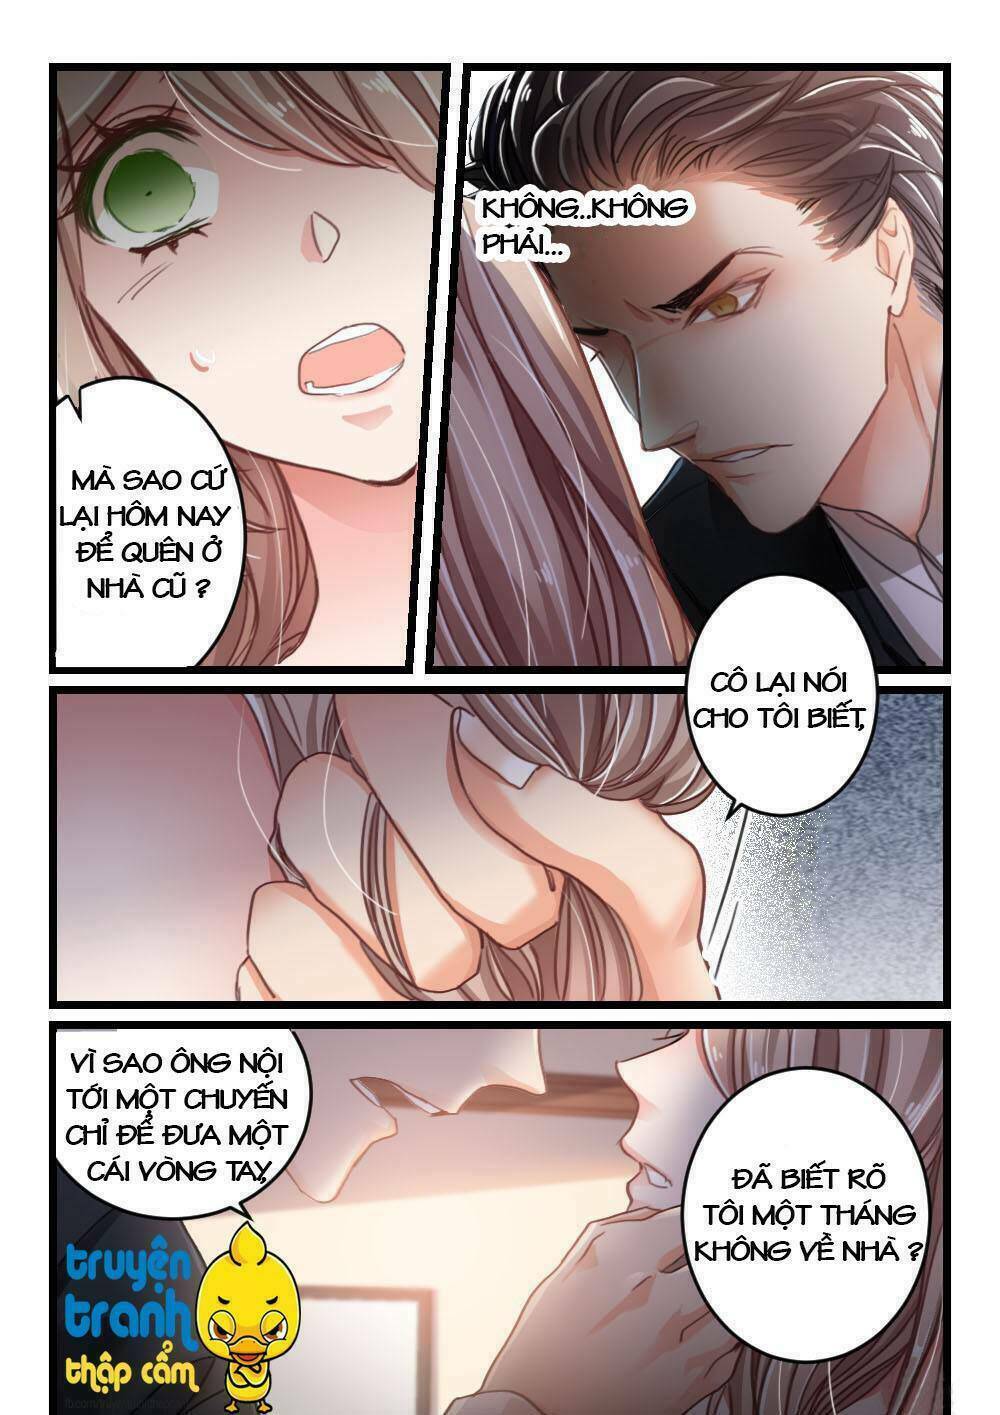 MÀ SAO CỨ
LẠI HÔM NAY
ĐỂ QUÊN Ở
NHÀ CŨ ?
KHÔNG..KHÔNG
PHẢI...
CÔ LẠI NÓI
CHO TÔI BIẾT,
VÌ SAO ÔNG NỘI
TỚI MỘT CHUYẾN
CHỈ ĐỂ ĐƯA MỘT
CÁI VÒNG TAY,
ĐÃ BIẾT RÕ
TÔI MỘT THÁNG
KHÔNG VỀ NHÀ ?
truyện
tranh
thập cẩm